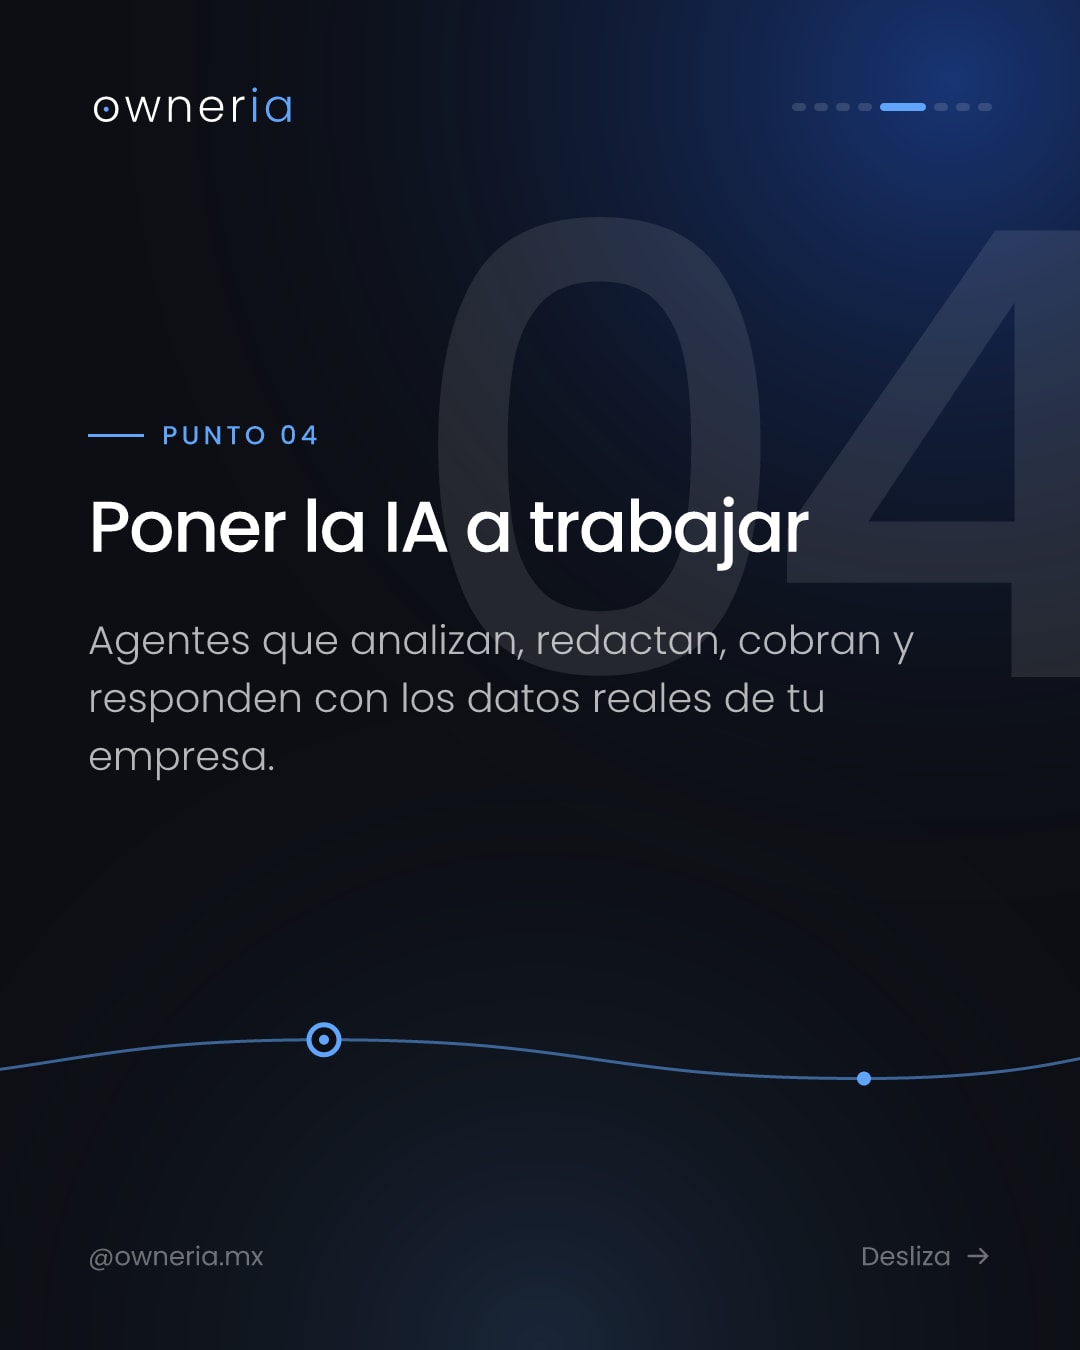 owneria
04
PUNTO 04
Poner la IA a trabajar
Agentes que analizan, redactan, cobran y
responden con los datos reales de tu
empresa.
@owneria.mx
Desliza →